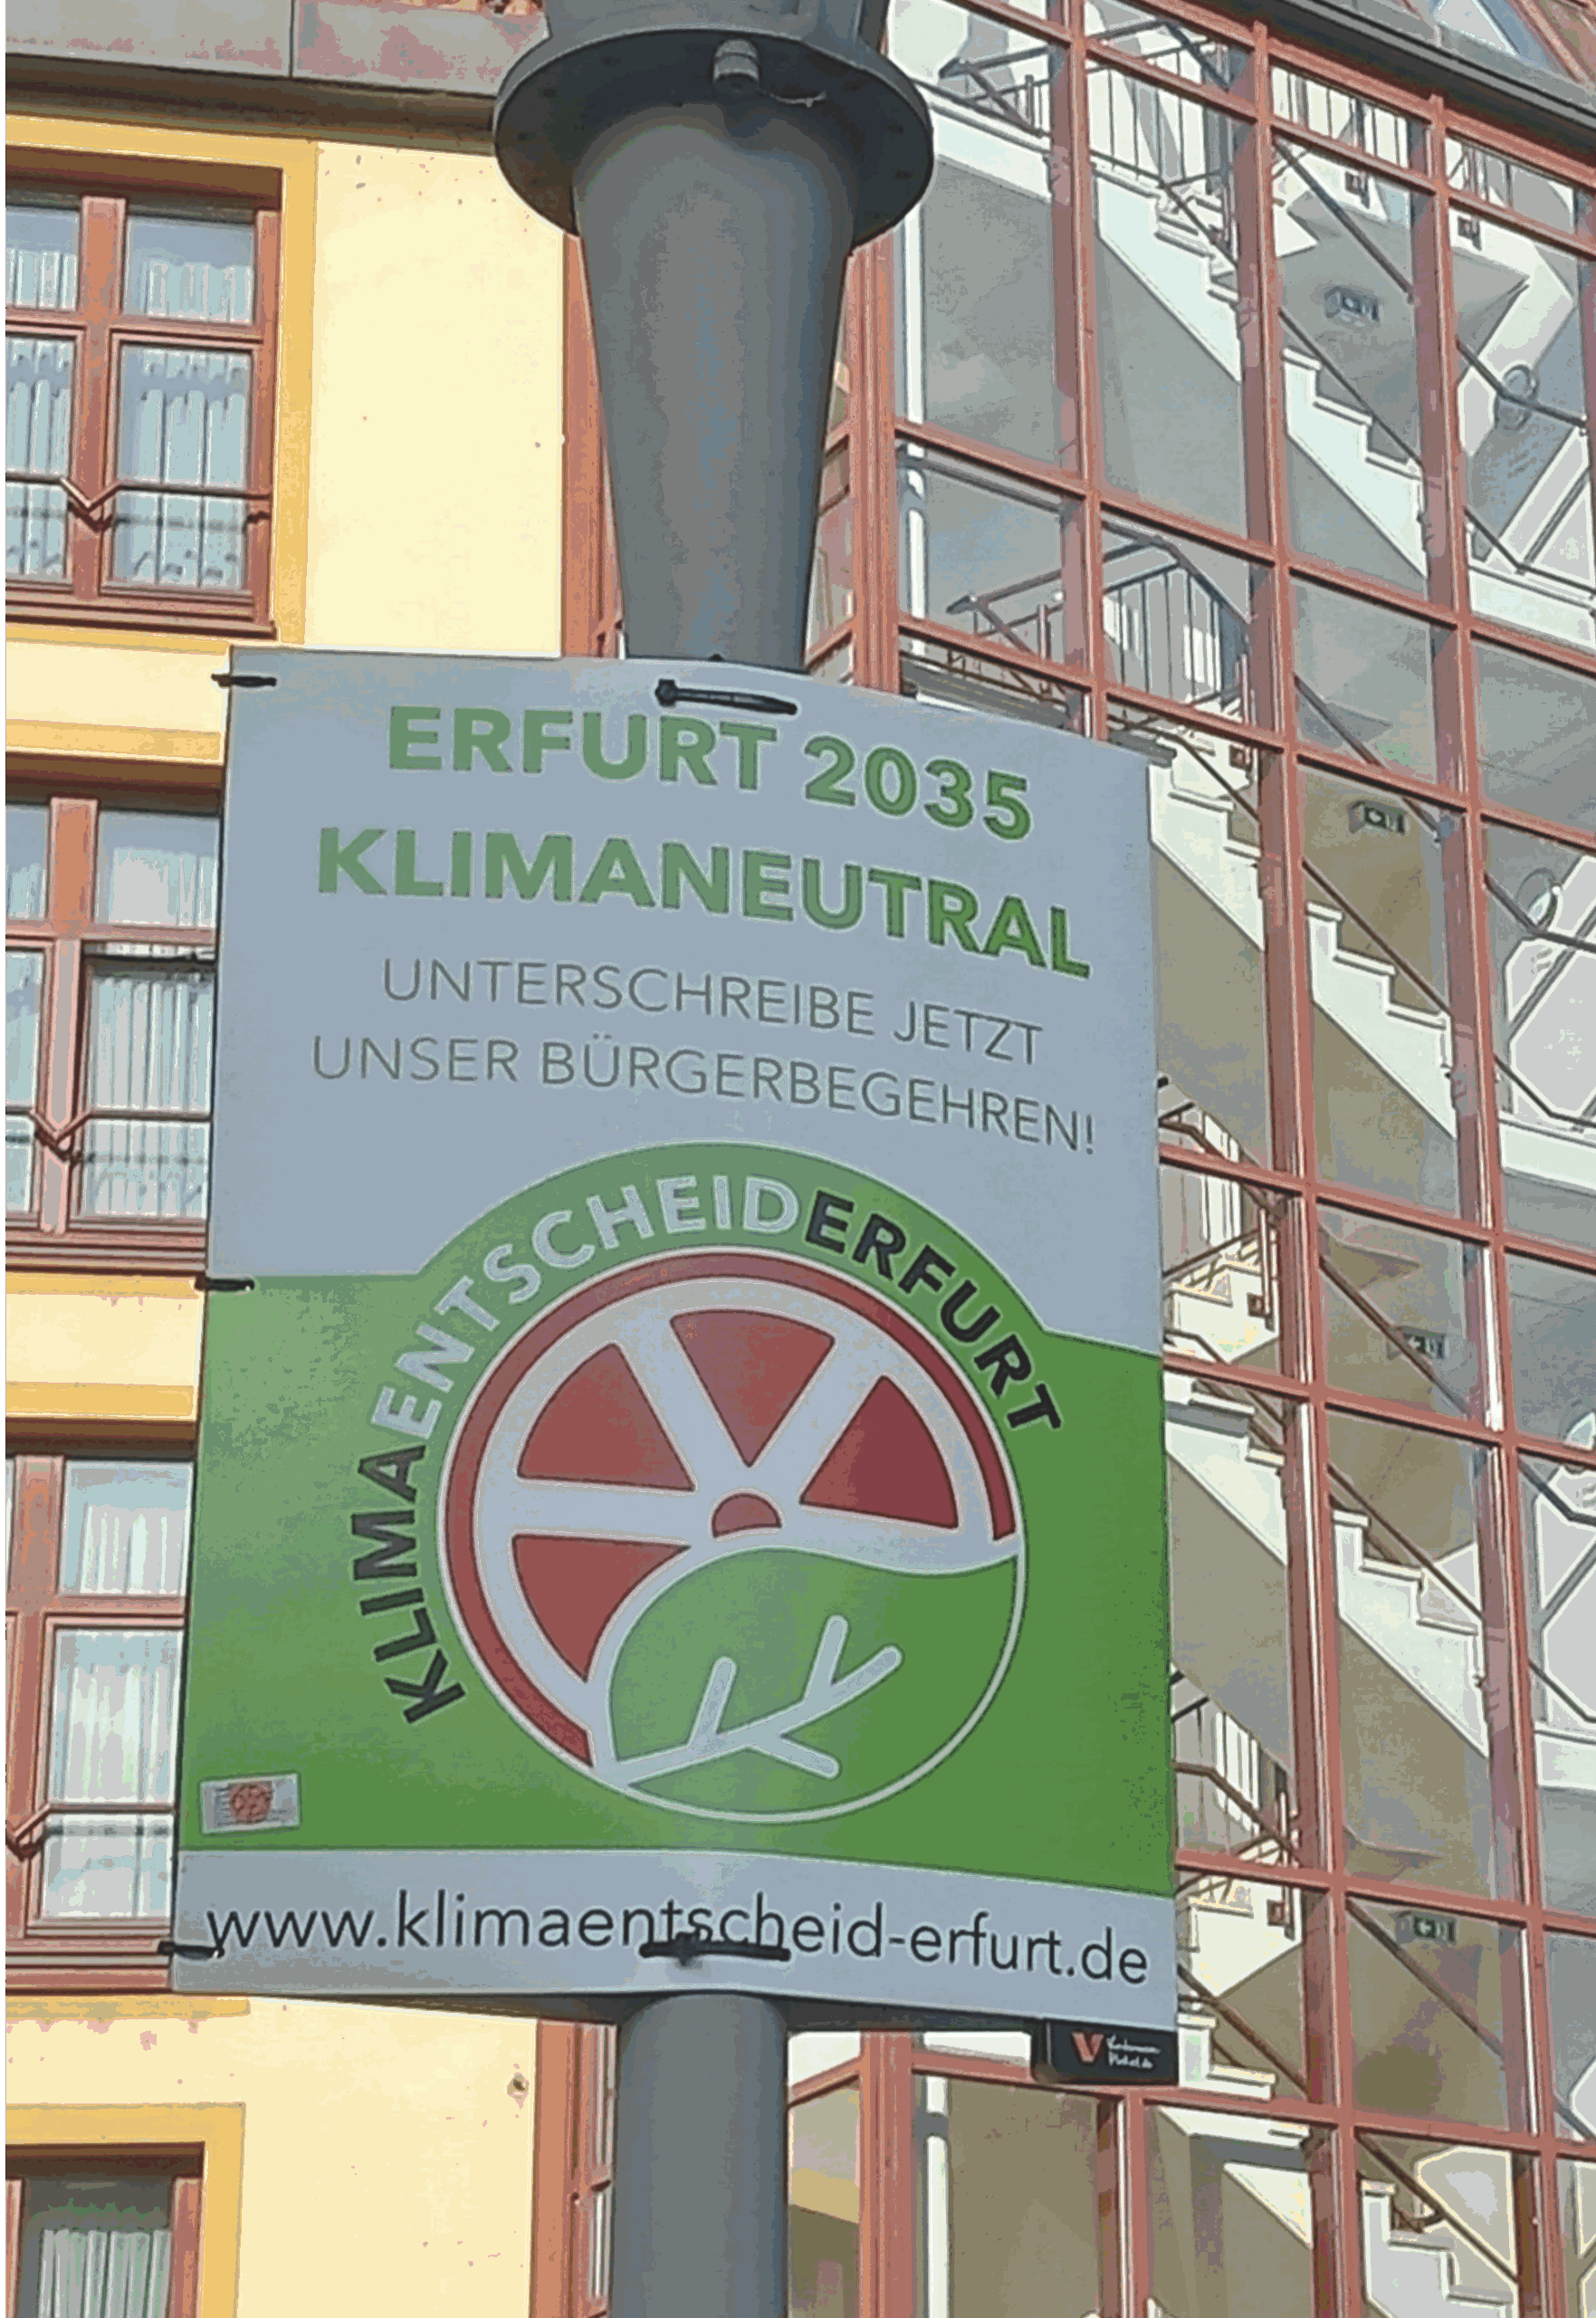 ERFURT 2035
KLIMANEUTRAL
UNTERSCHREIBE JETZT
UNSER BÜRGERBEGEHREN!
KLIMAENTSCHEIDERFURT
www.klimaentscheid-erfurt.de
V